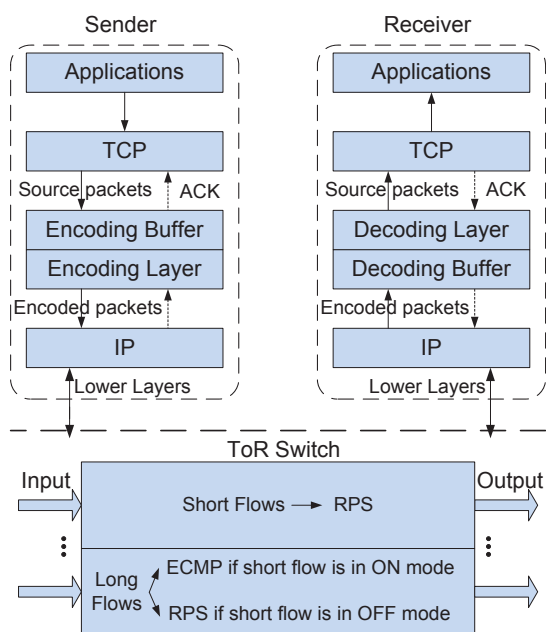 Sender
Receiver
Applications
Applications
TCP
TCP
Source packets
ACK
Source packets
ACK
Encoding Buffer
Decoding Layer
Encoding Layer
Decoding Buffer
Encoded packets
Encoded packets
IP
IP
Lower Layers
Lower Layers
ToR Switch
Input
Output
Short Flows
RPS
Long
Flows
ECMP if short flow is in ON mode
RPS if short flow is in OFF mode